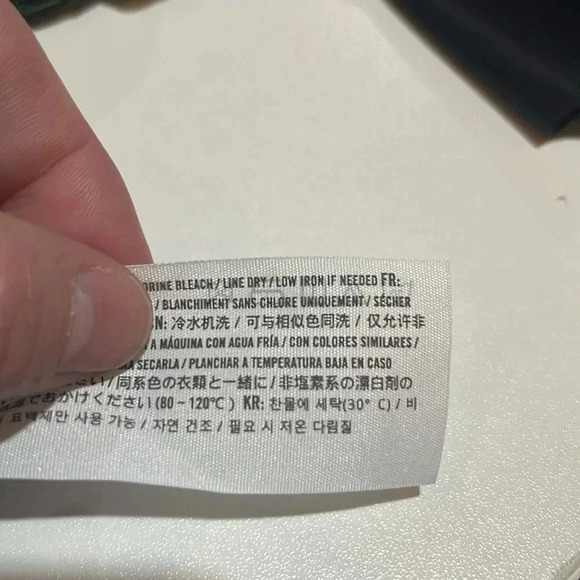 BLEACH / LINE DRY / LOW IRON IF NEEDED FR:
/ BLANCHIMENT SANS CHLORE UNIQUEMENT / SÉCHER
冷水机洗 / 可与相似色同洗 / 仅允许非
A MÁQUINA CON AGUA FRÍA / CON COLORES SIMILARES /
SECARLA / PLANCHAR A TEMPERATURA BAJA EN CASO
/ 同系色の衣類と一緒に / 非塩素系の漂白剤の
おかけください (80 ~ 120℃) KR: 찬물에 세탁(30° C) / 비
표백제만 사용 가능 / 자연 건조 / 필요 시 저온 다림질